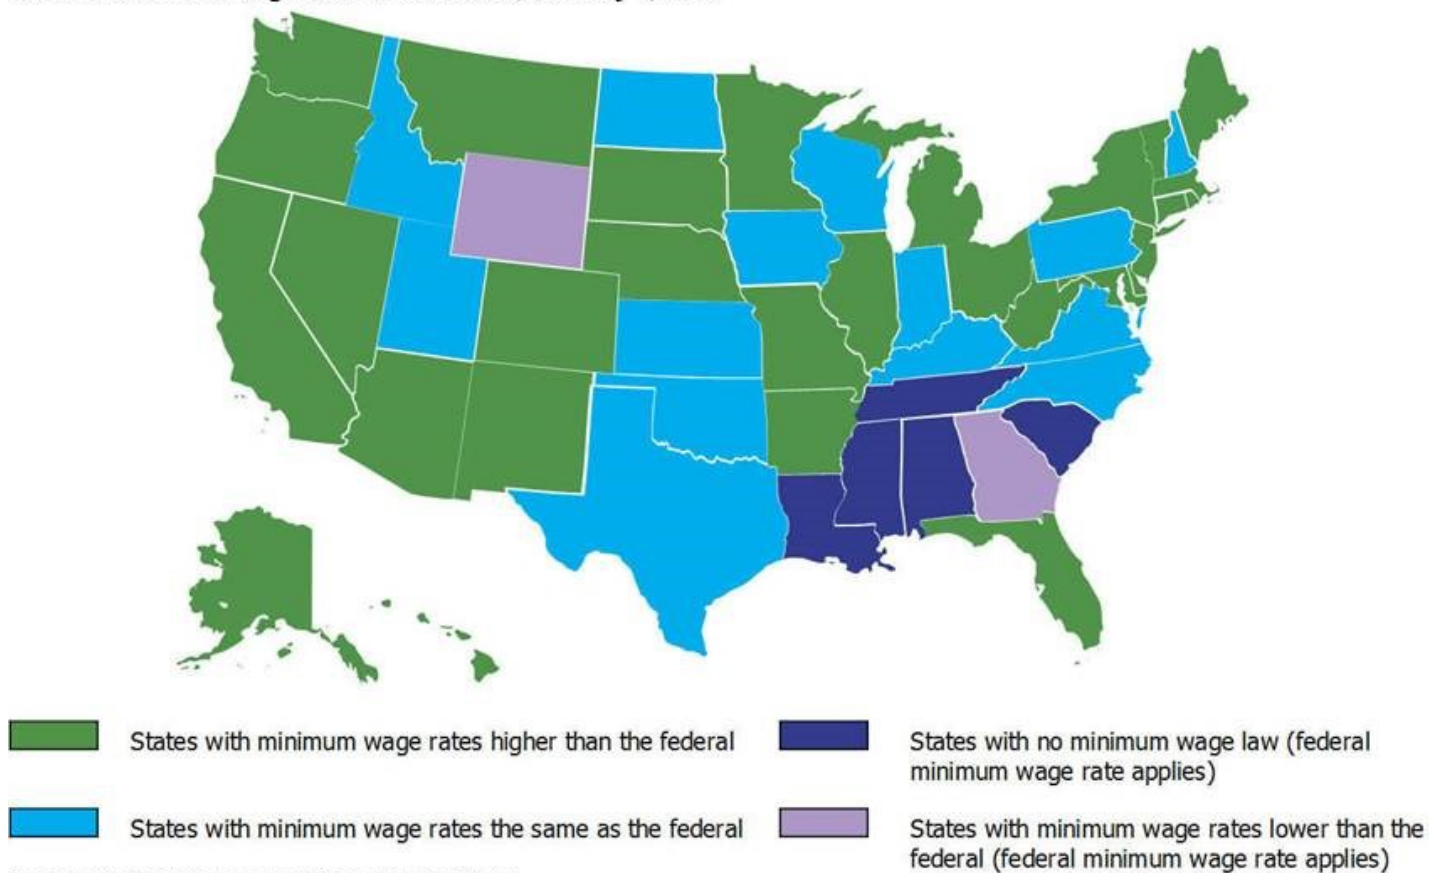 States with minimum wage rates higher than the federal
States with no minimum wage law (federal
minimum wage rate applies)
States with minimum wage rates the same as the federal
States with minimum wage rates lower than the
federal (federal minimum wage rate applies)